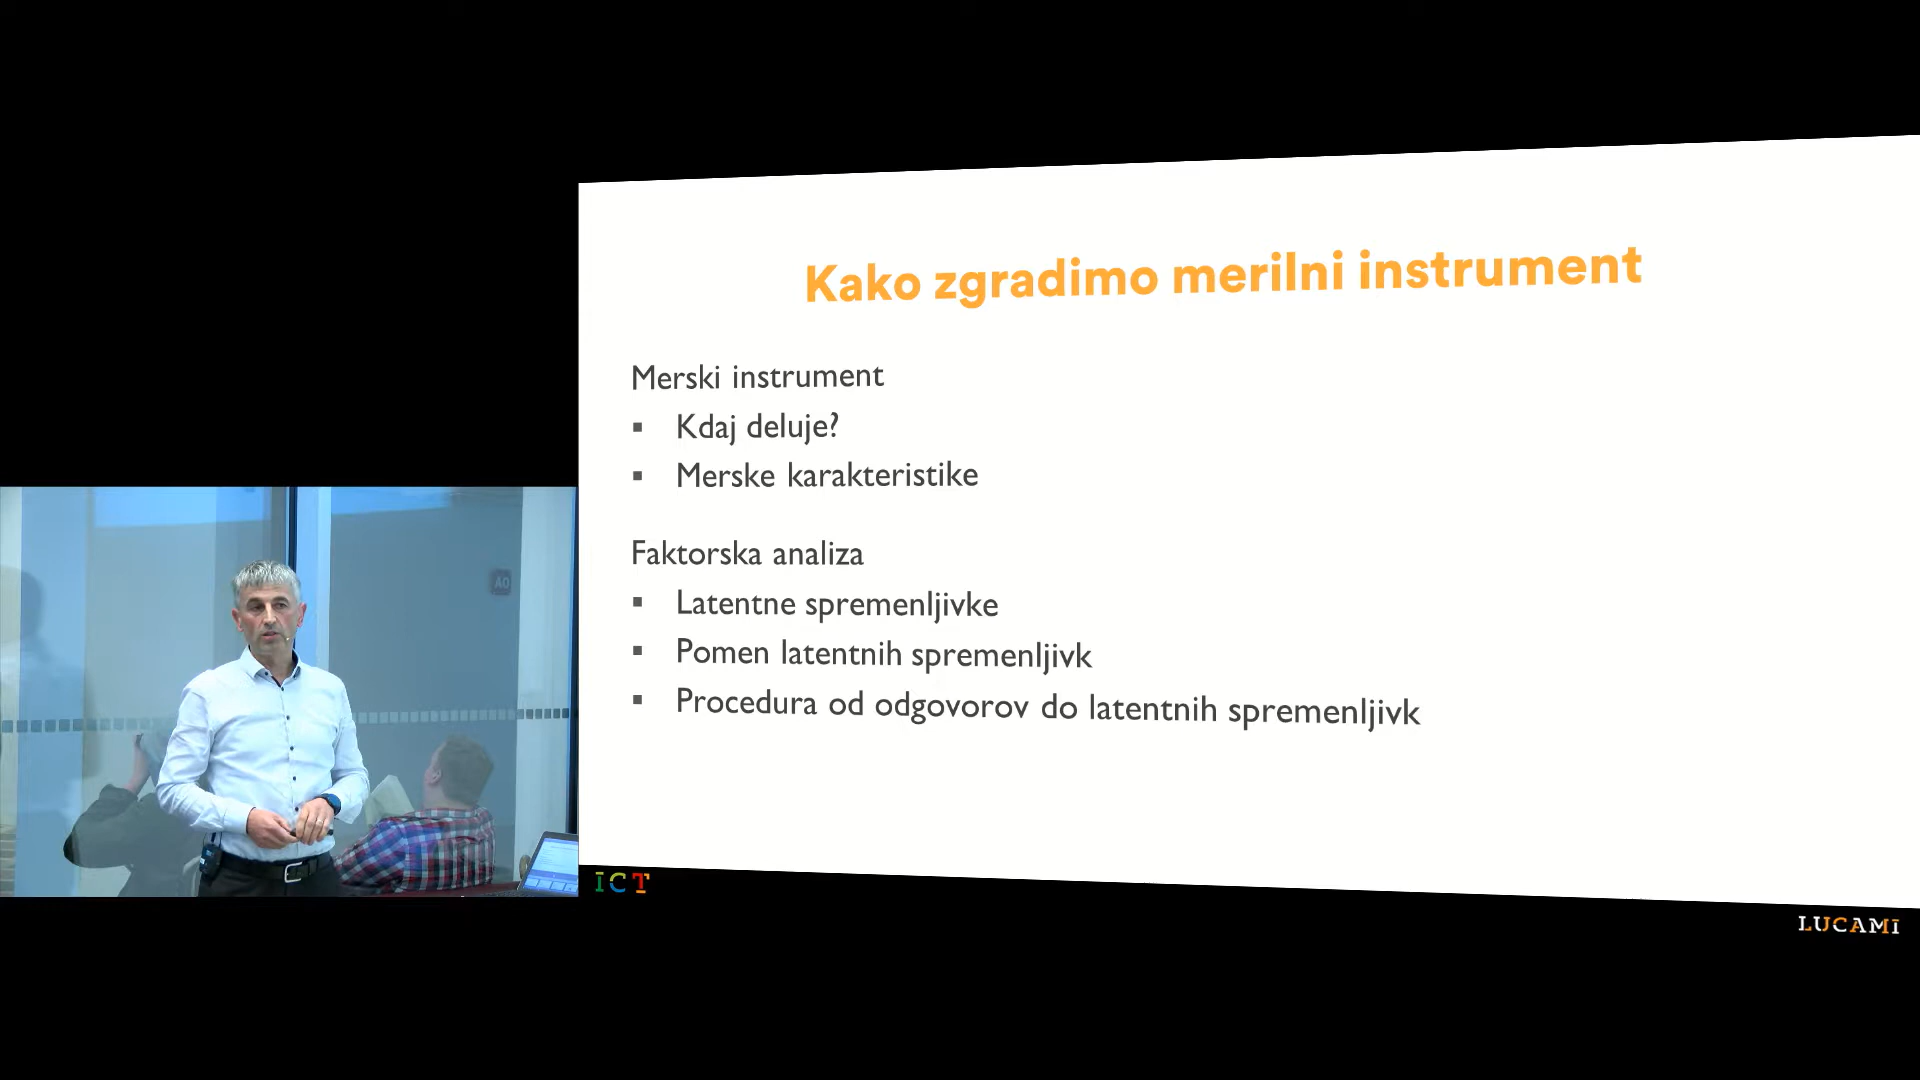 Kako zgradimo merilni instrument
Merski instrument
▪ Kdaj deluje?
▪ Merske karakteristike
Faktorska analiza
▪ Latentne spremenljivke
▪ Pomen latentnih spremenljivk
▪ Procedura od odgovorov do latentnih spremenljivk
AO
ICT
LUCAMI